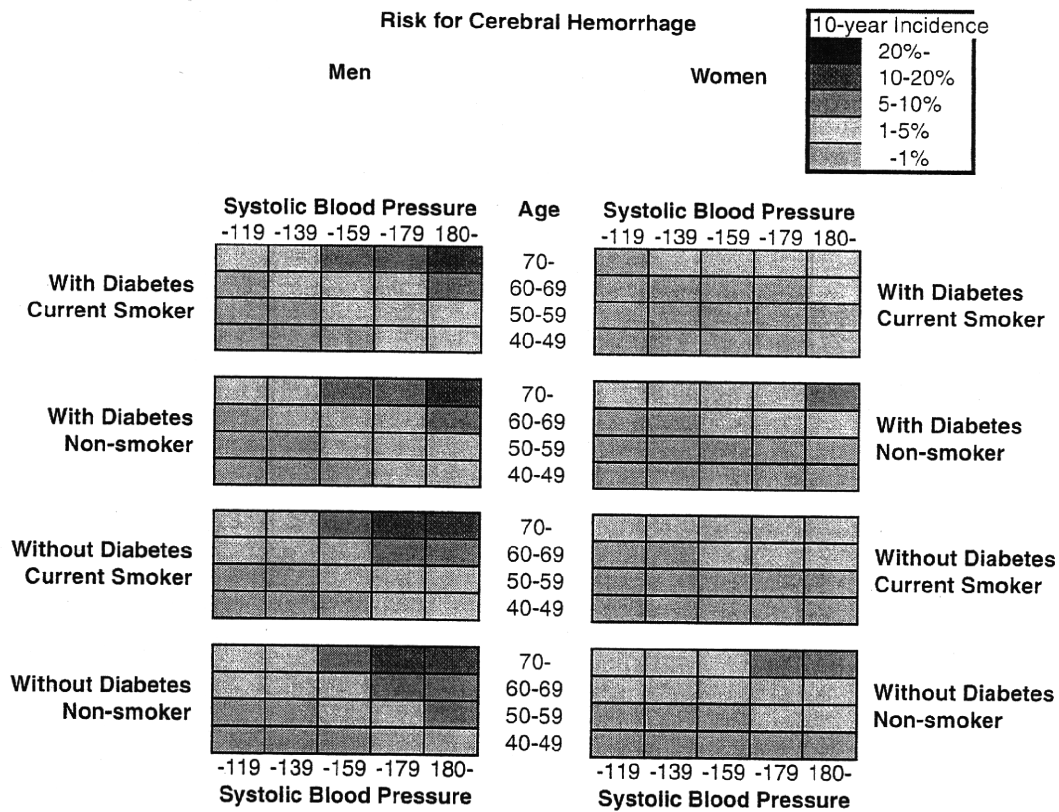 Risk for Cerebral Hemorrhage
10-year Incidence
20%-
10-20%
5-10%
1-5%
-1%
Men
Women
Systolic Blood Pressure
Age
Systolic Blood Pressure
-119 -139 -159 -179 180-
-119 -139 -159 -179 180-
With Diabetes
Current Smoker
70-
60-69
50-59
40-49
With Diabetes
Current Smoker
With Diabetes
Non-smoker
70-
60-69
50-59
40-49
With Diabetes
Non-smoker
Without Diabetes
Current Smoker
70-
60-69
50-59
40-49
Without Diabetes
Current Smoker
Without Diabetes
Non-smoker
70-
60-69
50-59
40-49
Without Diabetes
Non-smoker
-119 -139 -159 -179 180-
-119 -139 -159 -179 180-
Systolic Blood Pressure
Systolic Blood Pressure